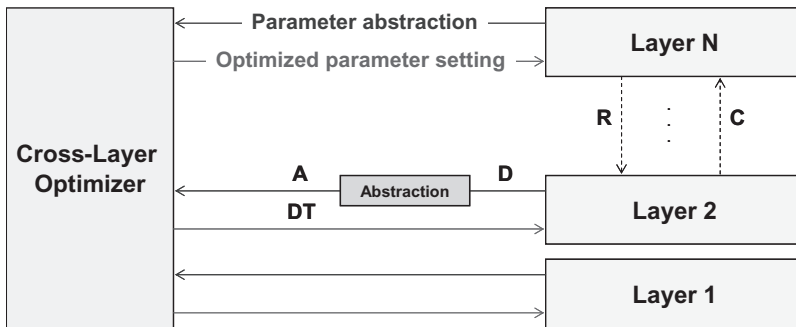 Parameter abstraction
Layer N
Optimized parameter setting
R
C
Cross-Layer
Optimizer
A
Abstraction
D
DT
Layer 2
Layer 1